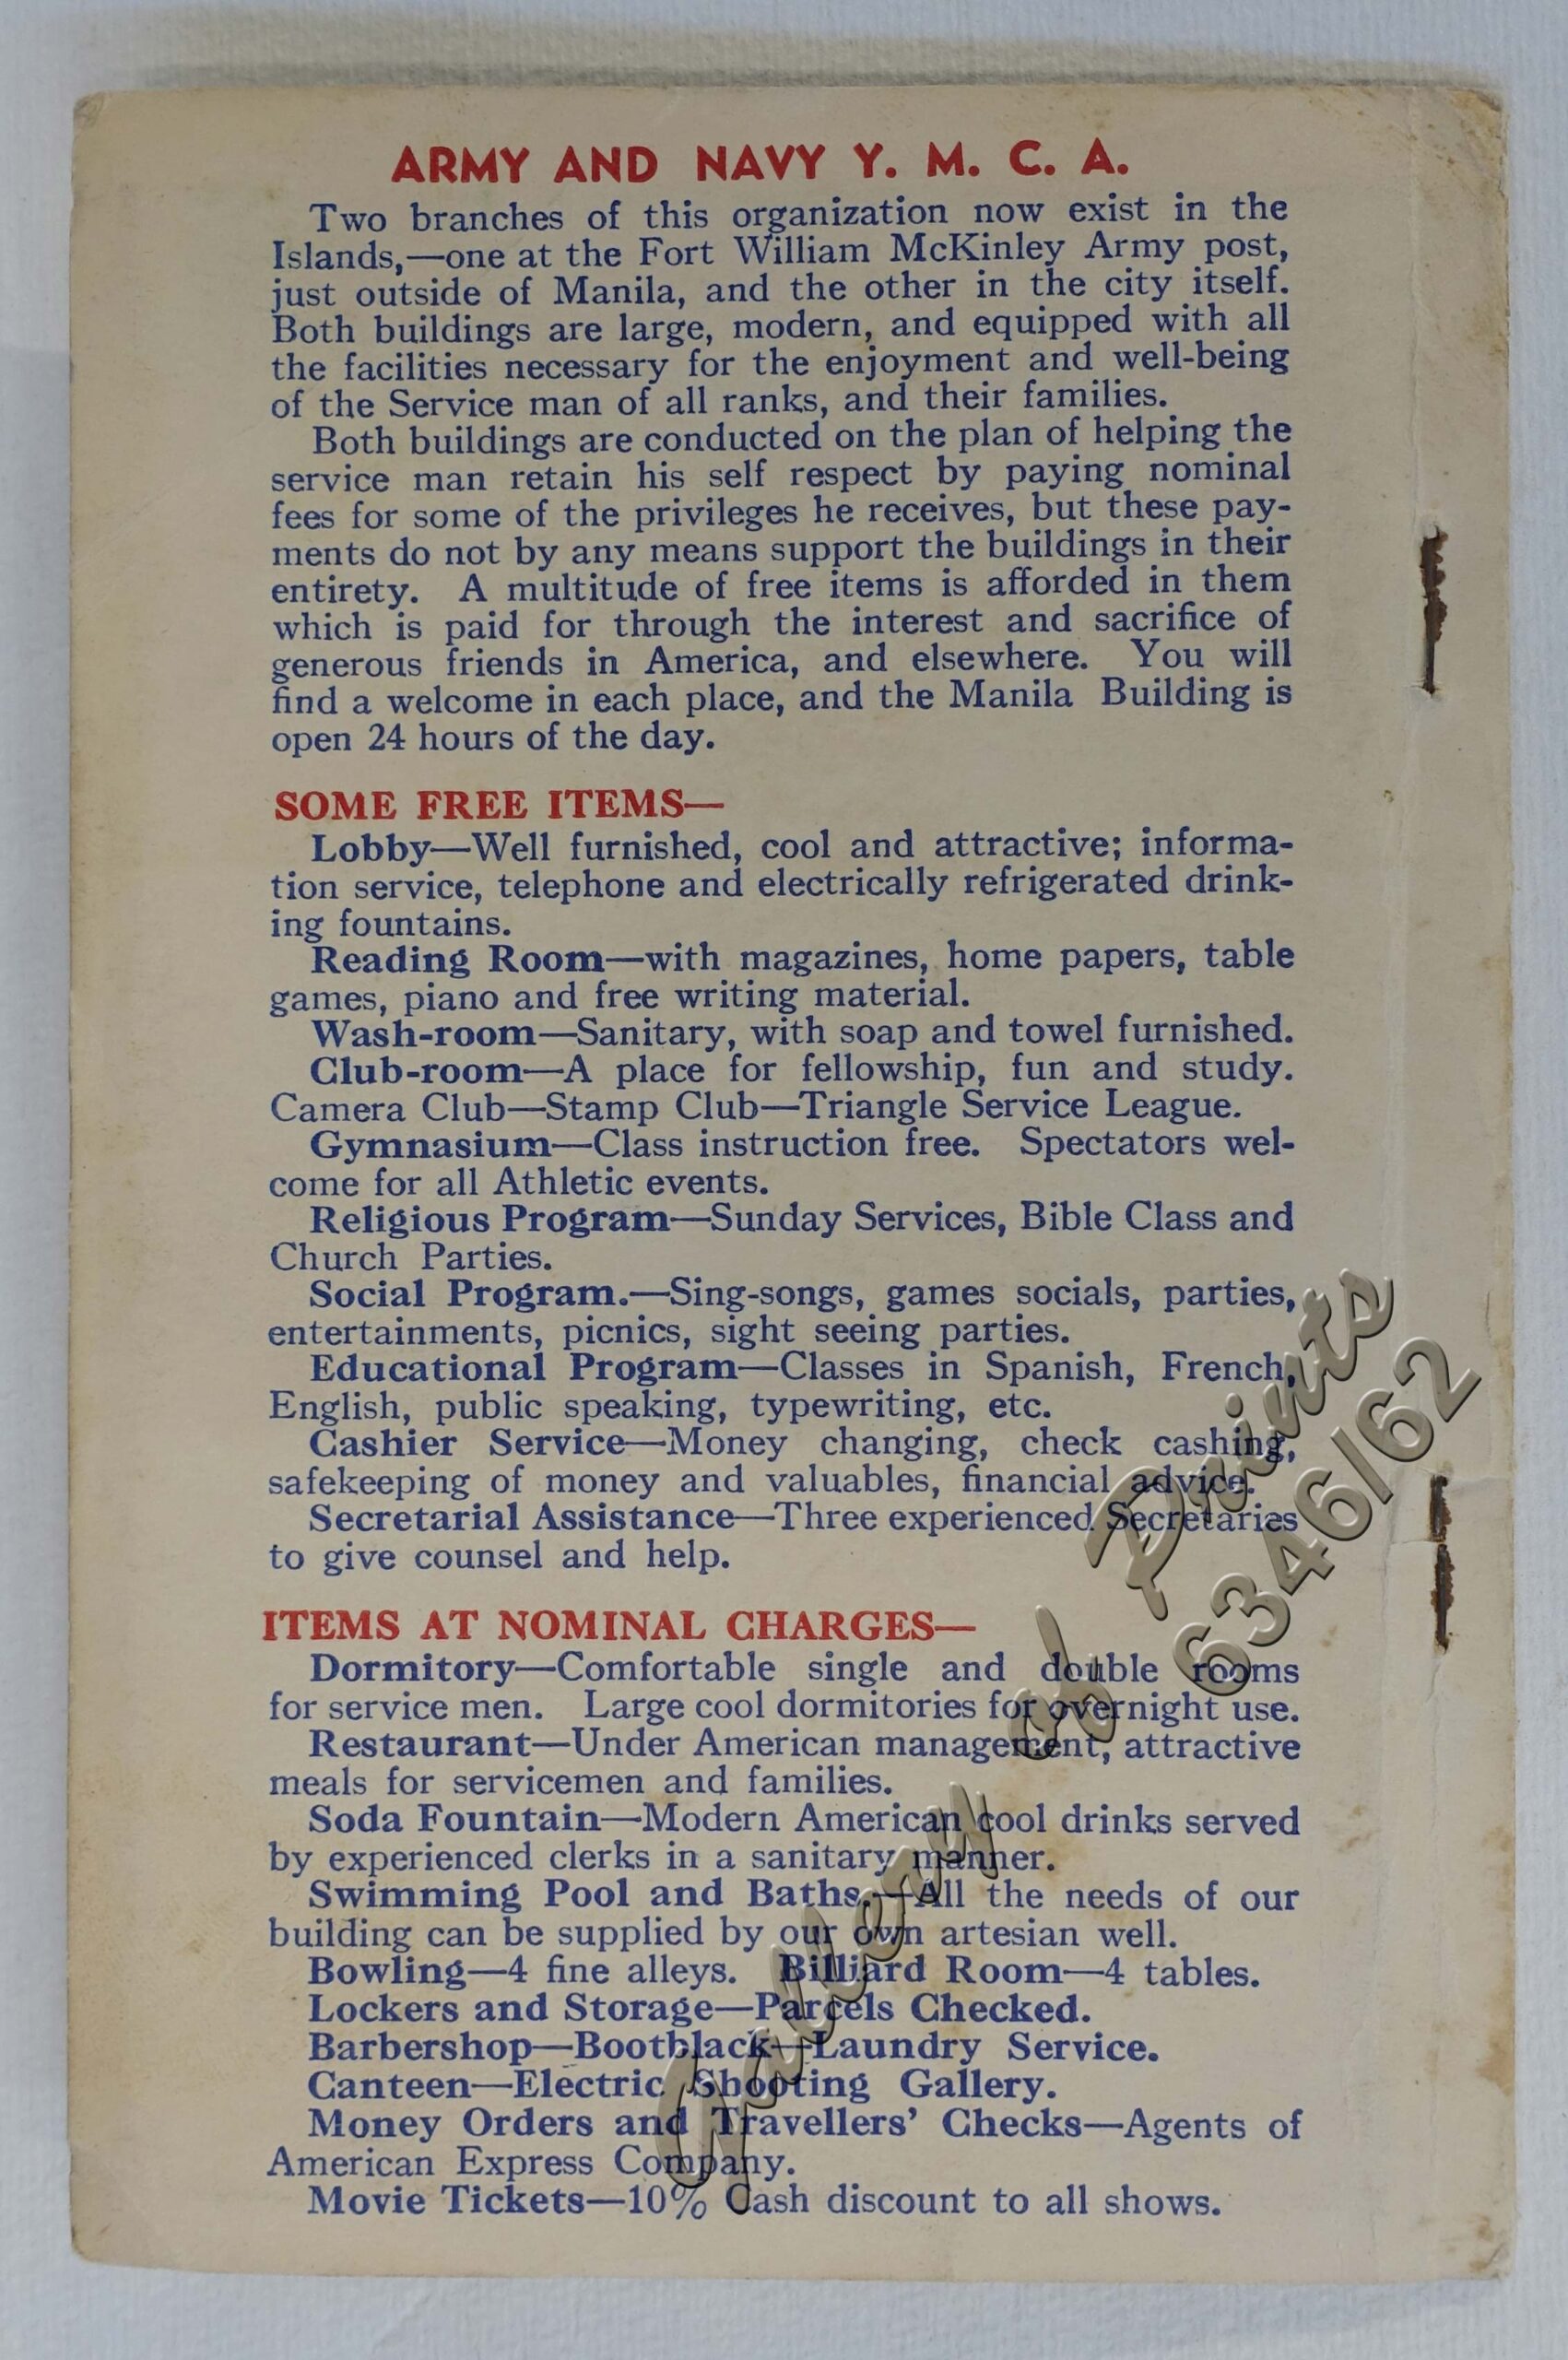 ARMY AND NAVY Y. M. C. A.
Two branches of this organization now exist in the
Islands,—one at the Fort William McKinley Army post,
just outside of Manila, and the other in the city itself.
Both buildings are large, modern, and equipped with all
the facilities necessary for the enjoyment and well-being
of the Service man of all ranks, and their families.
Both buildings are conducted on the plan of helping the
service man retain his self respect by paying nominal
fees for some of the privileges he receives, but these pay-
ments do not by any means support the buildings in their
entirety. A multitude of free items is afforded in them
which is paid for through the interest and sacrifice of
generous friends in America, and elsewhere. You will
find a welcome in each place, and the Manila Building is
open 24 hours of the day.
SOME FREE ITEMS—
Lobby—Well furnished, cool and attractive; informa-
tion service, telephone and electrically refrigerated drink-
ing fountains.
Reading Room—with magazines, home papers, table
games, piano and free writing material.
Wash-room—Sanitary, with soap and towel furnished.
Club-room—A place for fellowship, fun and study.
Camera Club—Stamp Club—Triangle Service League.
Gymnasium—Class instruction free. Spectators wel-
come for all Athletic events.
Religious Program—Sunday Services, Bible Class and
Church Parties.
Social Program.—Sing-songs, games socials, parties,
entertainments, picnics, sight seeing parties.
Educational Program—Classes in Spanish, French,
English, public speaking, typewriting, etc.
Cashier Service—Money changing, check cashing,
safekeeping of money and valuables, financial advice.
Secretarial Assistance—Three experienced Secretaries
to give counsel and help.
ITEMS AT NOMINAL CHARGES—
Dormitory—Comfortable single and double rooms
for service men. Large cool dormitories for overnight use.
Restaurant—Under American management, attractive
meals for servicemen and families.
Soda Fountain—Modern American cool drinks served
by experienced clerks in a sanitary manner.
Swimming Pool and Baths.—All the needs of our
building can be supplied by our own artesian well.
Bowling—4 fine alleys. Billiard Room—4 tables.
Lockers and Storage—Parcels Checked.
Barbershop—Bootblack—Laundry Service.
Canteen—Electric Shooting Gallery.
Money Orders and Travellers' Checks—Agents of
American Express Company.
Movie Tickets—10% Cash discount to all shows.
Gallery of Prints
6346/62